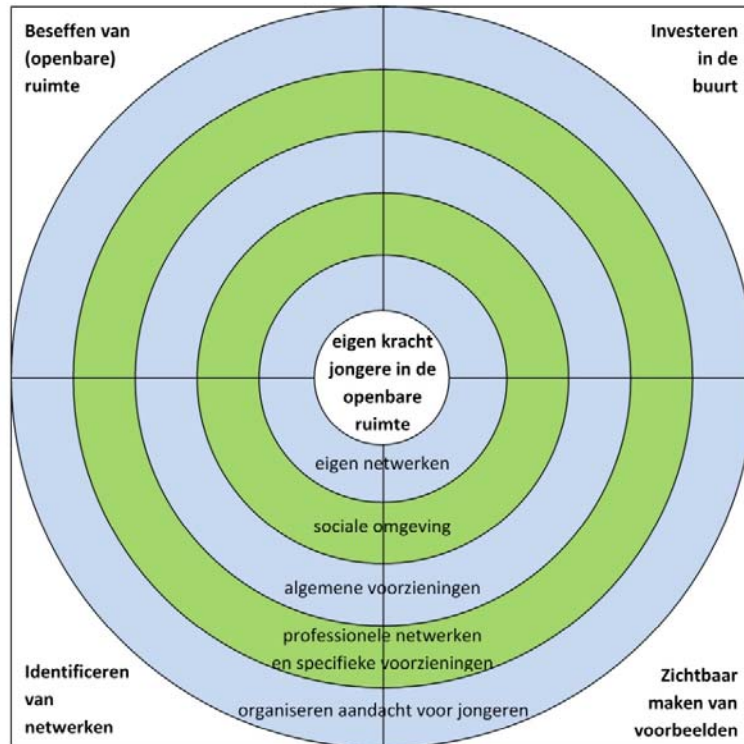 Beseffen van
(openbare)
ruimte
Investeren
in de
buurt
eigen kracht
jongere in de
openbare
ruimte
eigen netwerken
sociale omgeving
algemene voorzieningen
professionele netwerken
en specifieke voorzieningen
organiseren aandacht voor jongeren
Identificeren
van
netwerken
Zichtbaar
maken van
voorbeelden